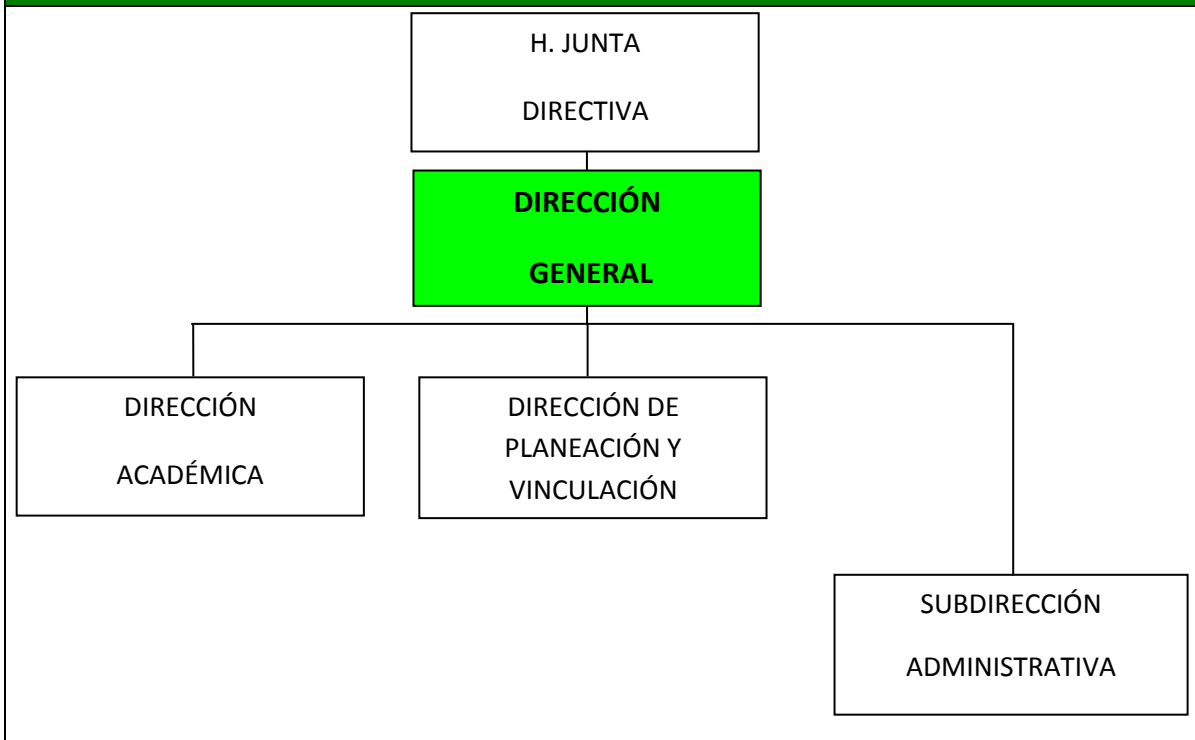 H. JUNTA
DIRECTIVA
DIRECCIÓN
GENERAL
DIRECCIÓN
ACADÉMICA
DIRECCIÓN DE
PLANEACIÓN Y
VINCULACIÓN
SUBDIRECCIÓN
ADMINISTRATIVA